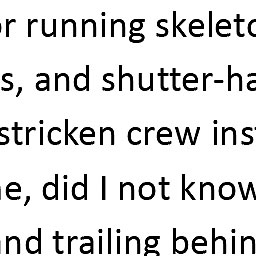 or running skeleto
s, and shutter-ha
stricken crew inst
ne, did I not know
and trailing behin